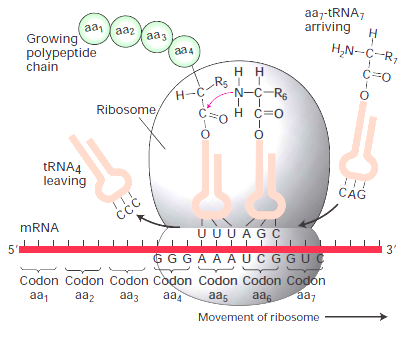 aa1 aa2 aa3 aa4
Growing
polypeptide
chain
aa7-tRNA7
arriving
H
H2N–C–R7
C=O
O
R5
H–C
C=O
O
H H
N–C–R6
H C=O
O
Ribosome
tRNA4
leaving
CCC
CAG
mRNA
UUUAGC
5′ 3′
GGGAAAUCGGUC
Codon Codon Codon Codon Codon Codon Codon
aa1 aa2 aa3 aa4 aa5 aa6 aa7
Movement of ribosome